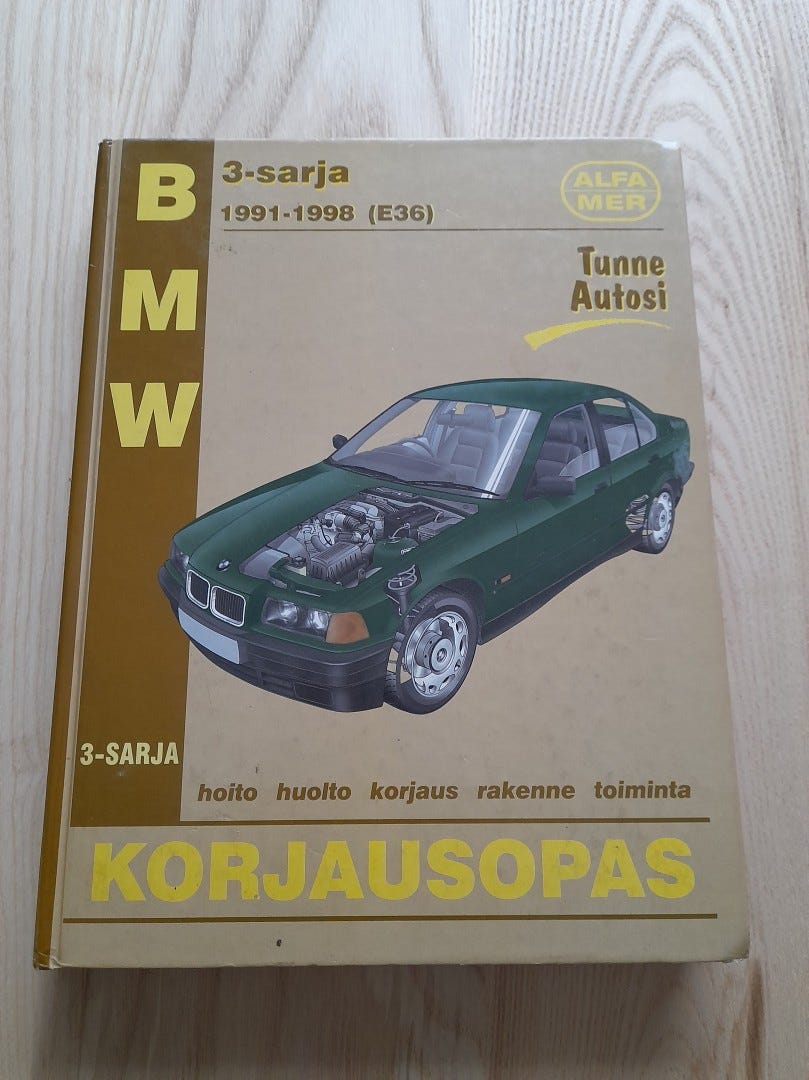 B
M
W
3-sarja
1991-1998 (E36)
ALFA
MER
Tunne
Autosi
3-SARJA
hoito huolto korjaus rakenne toiminta
KORJAUSOPAS